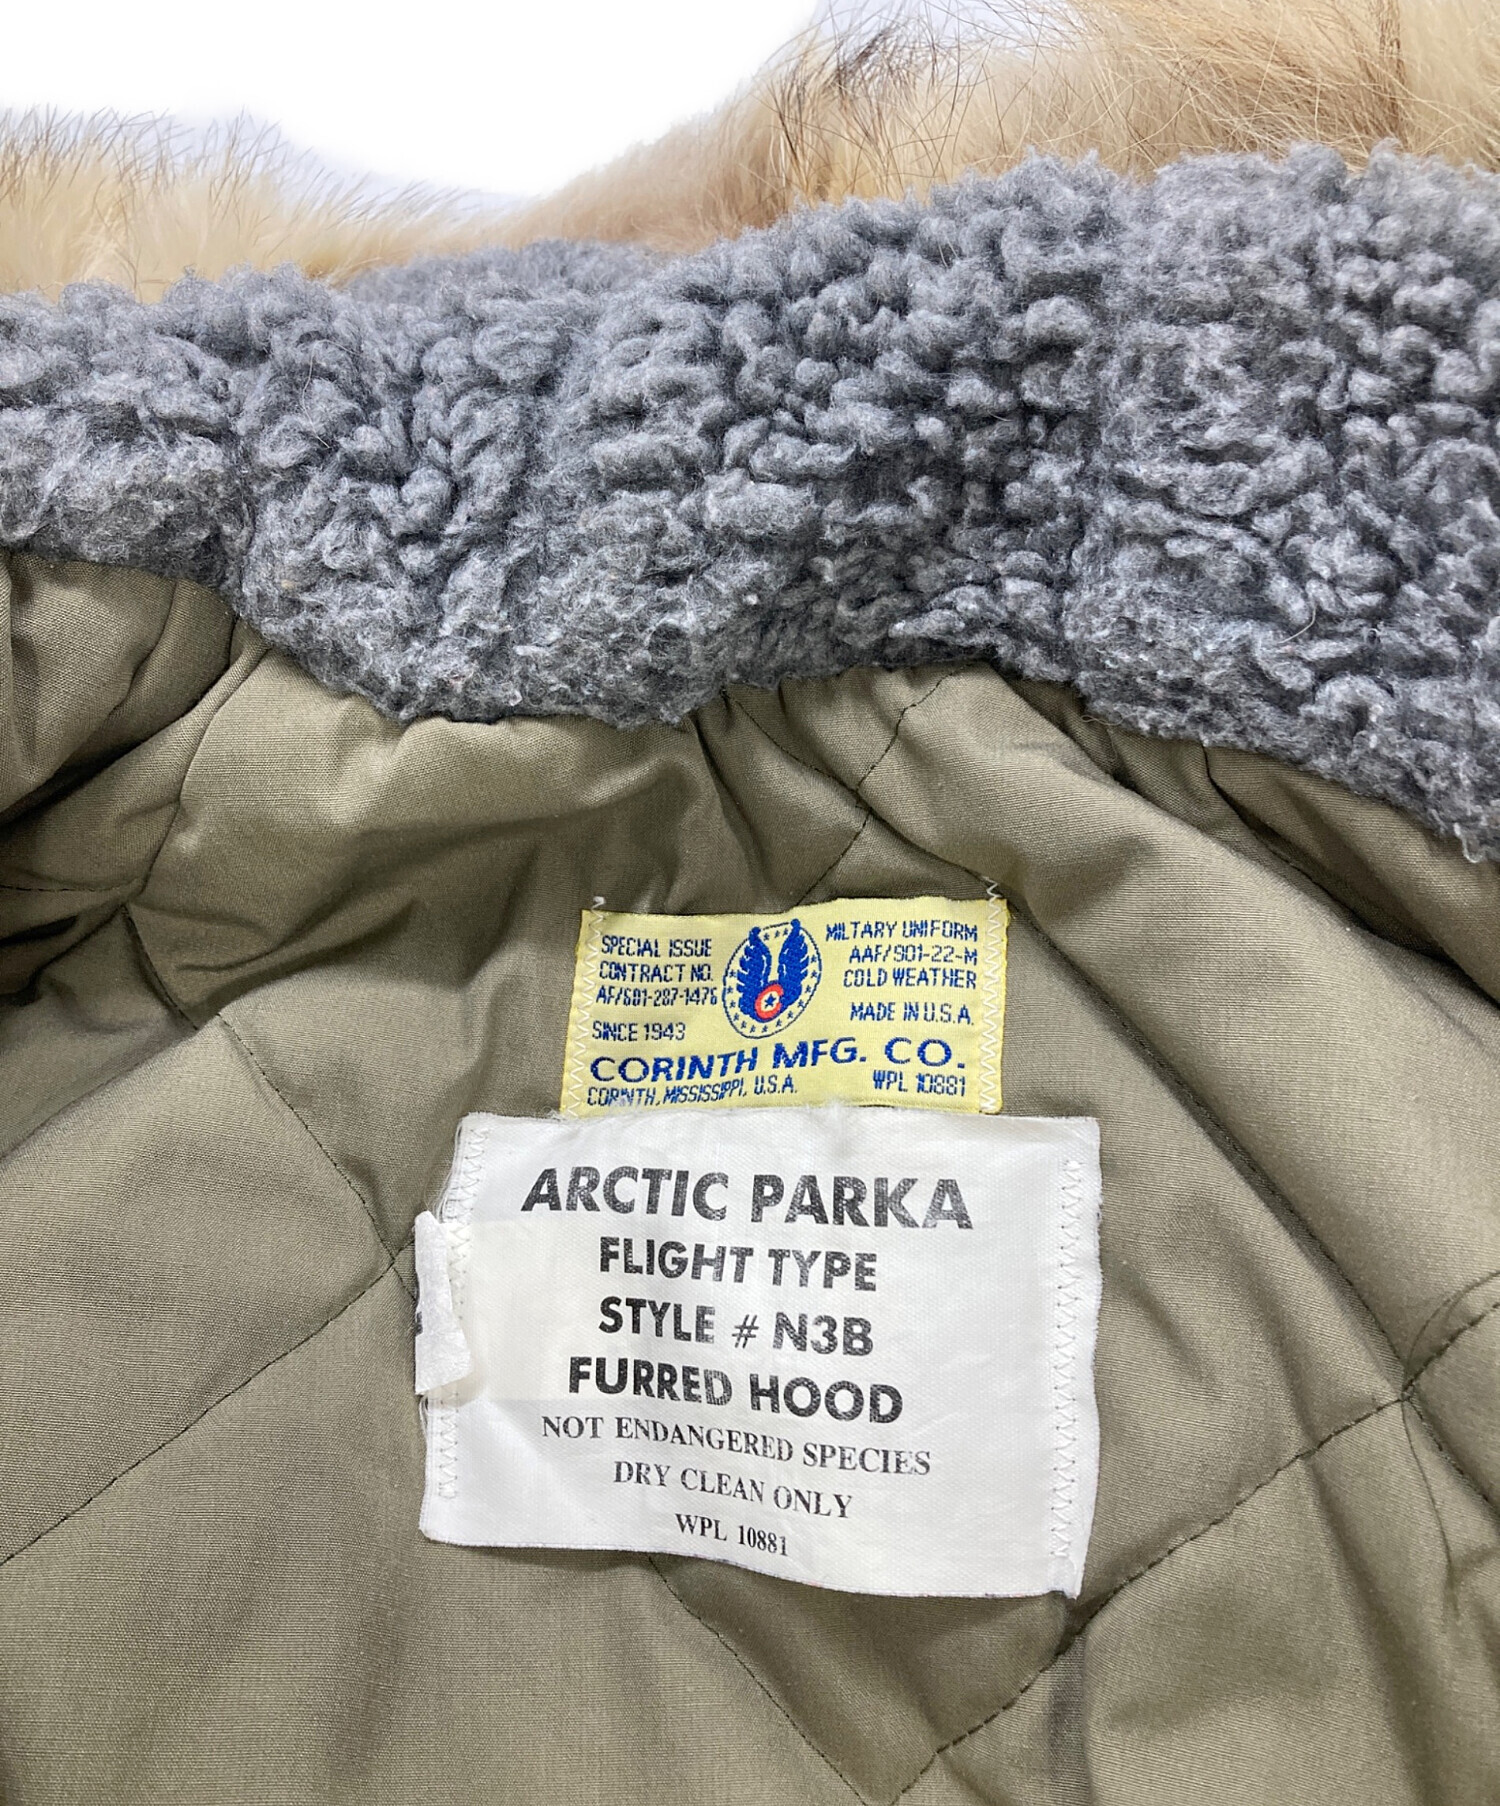 SPECIAL ISSUE
CONTRACT NO.
AF/601-287-1476
SINCE 1943
MILTARY UNIFORM
AAF/901-22-M
COLD WEATHER
MADE IN U.S.A.
CORINTH MFG. CO.
CORINTH, MISSISSIPPI, U.S.A.
WPL 10881
ARCTIC PARKA
FLIGHT TYPE
STYLE # N3B
FURRED HOOD
NOT ENDANGERED SPECIES
DRY CLEAN ONLY
WPL 10881